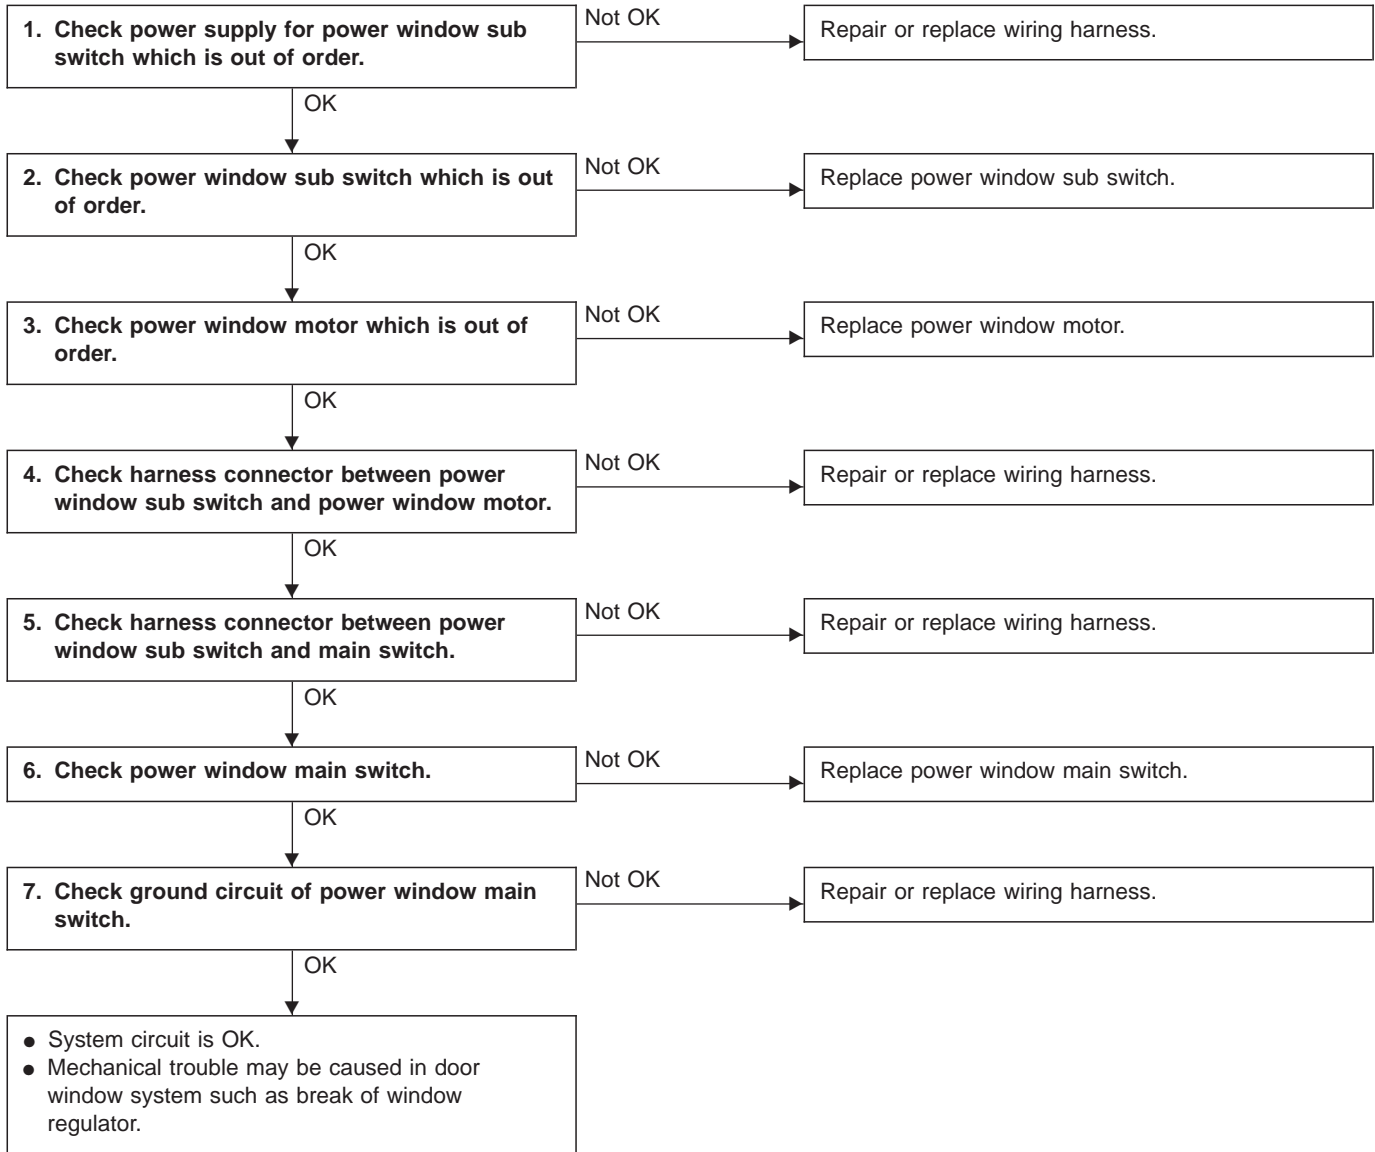 1. Check power supply for power window sub
switch which is out of order.
Not OK
Repair or replace wiring harness.
OK
2. Check power window sub switch which is out
of order.
Not OK
Replace power window sub switch.
OK
3. Check power window motor which is out of
order.
Not OK
Replace power window motor.
OK
4. Check harness connector between power
window sub switch and power window motor.
Not OK
Repair or replace wiring harness.
OK
5. Check harness connector between power
window sub switch and main switch.
Not OK
Repair or replace wiring harness.
OK
6. Check power window main switch.
Not OK
Replace power window main switch.
OK
7. Check ground circuit of power window main
switch.
Not OK
Repair or replace wiring harness.
OK
● System circuit is OK.
● Mechanical trouble may be caused in door
window system such as break of window
regulator.